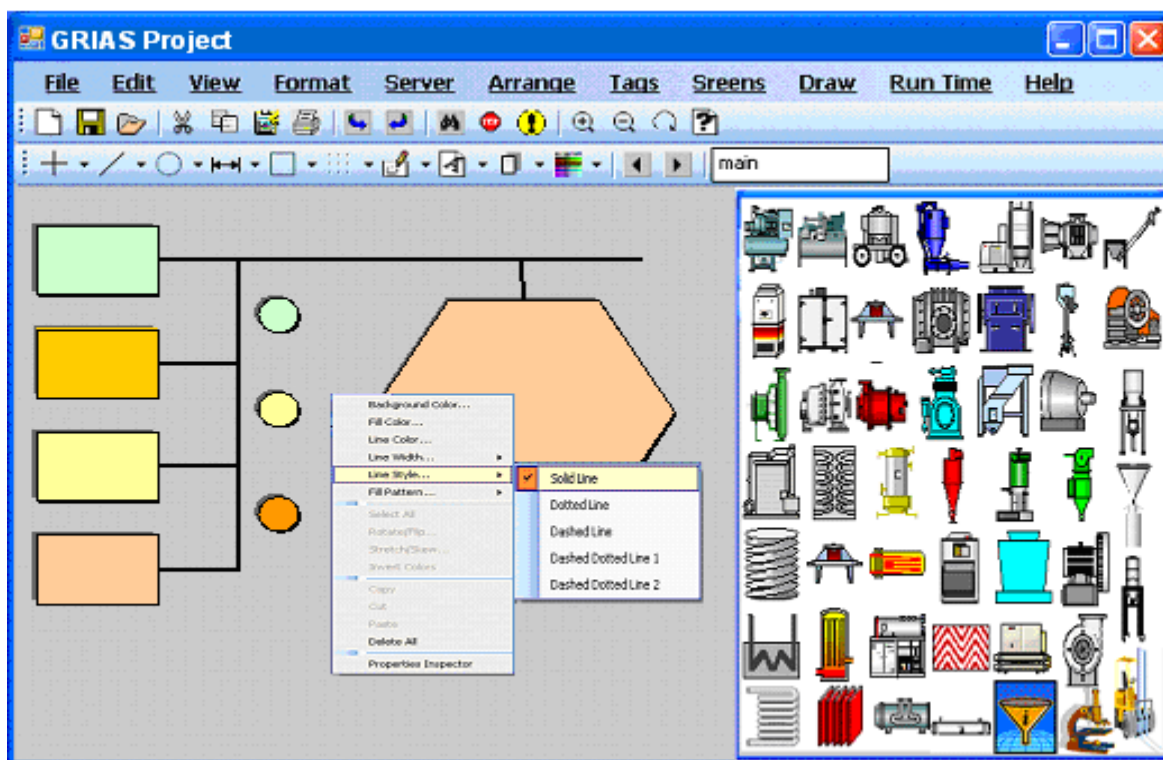 GRIAS Project
File Edit View Format Server Arrange Tags Sreens Draw Run Time Help
main
Background Color...
Fill Color...
Line Color...
Line Width...
Line Style...
Fill Pattern...
Select All
Rotate/Flip...
Stretch/Skew...
Invert Colors
Copy
Cut
Paste
Delete All
Properties Inspector
Solid Line
Dotted Line
Dashed Line
Dashed Dotted Line 1
Dashed Dotted Line 2